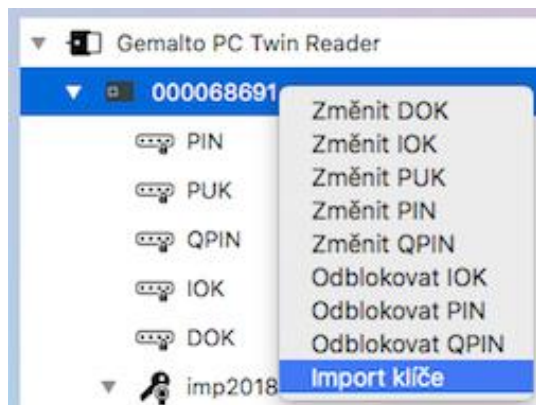 Gemalto PC Twin Reader
000068691
PIN
PUK
QPIN
IOK
DOK
imp2018
Změnit DOK
Změnit IOK
Změnit PUK
Změnit PIN
Změnit QPIN
Odblokovat IOK
Odblokovat PIN
Odblokovat QPIN
Import klíče